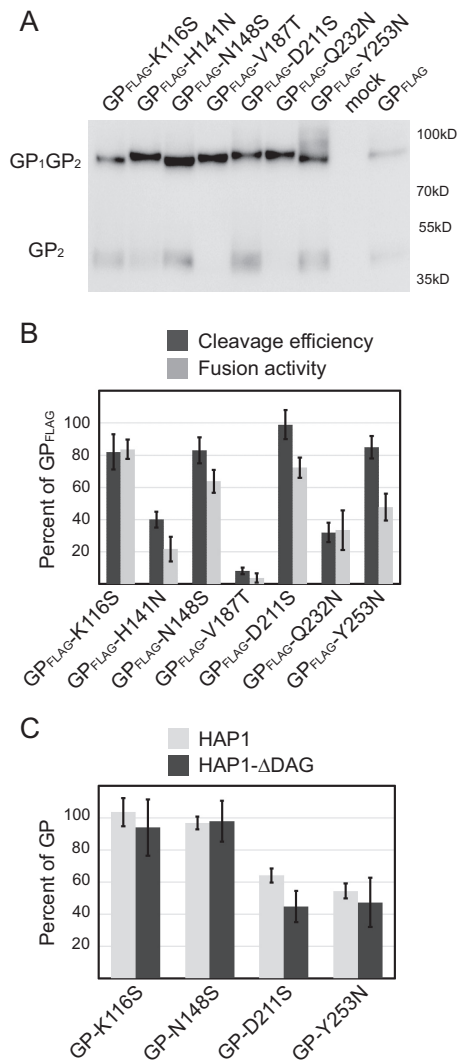 A
GPFLAG-K116S
GPFLAG-H141N
GPFLAG-N148S
GPFLAG-V187T
GPFLAG-D211S
GPFLAG-Q232N
GPFLAG-Y253N
mock
GPFLAG
GP1GP2
GP2
100kD
70kD
55kD
35kD
B
Cleavage efficiency
Fusion activity
Percent of GPFLAG
100
80
60
40
20
GPFLAG-K116S
GPFLAG-H141N
GPFLAG-N148S
GPFLAG-V187T
GPFLAG-D211S
GPFLAG-Q232N
GPFLAG-Y253N
C
HAP1
HAP1-ΔDAG
Percent of GP
100
80
60
40
20
GP-K116S
GP-N148S
GP-D211S
GP-Y253N